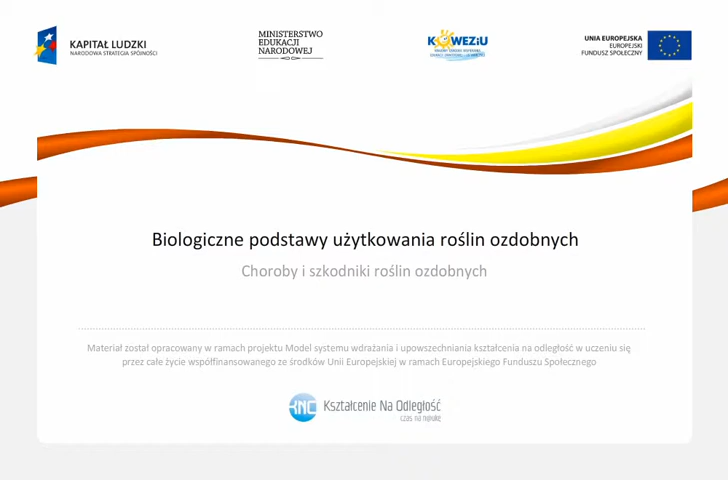 KAPITAŁ LUDZKI
NARODOWA STRATEGIA SPÓJNOŚCI
MINISTERSTWO
EDUKACJI
NARODOWEJ
KOWEZiU
UNIA EUROPEJSKA
EUROPEJSKI
FUNDUSZ SPOŁECZNY
Biologiczne podstawy użytkowania roślin ozdobnych
Choroby i szkodniki roślin ozdobnych
Materiał został opracowany w ramach projektu Model systemu wdrażania i upowszechniania kształcenia na odległość w uczeniu się
przez całe życie współfinansowanego ze środków Unii Europejskiej w ramach Europejskiego Funduszu Społecznego
KNO Kształcenie Na Odległość
czas na naukę